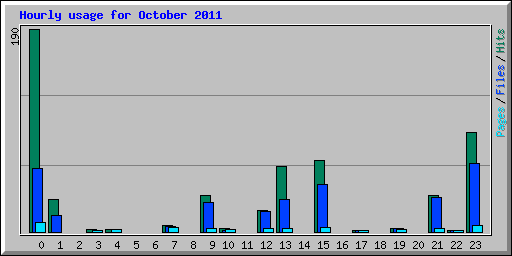 Hourly usage for October 2011
190
Pages/Files/Hits
0 1 2 3 4 5 6 7 8 9 10 11 12 13 14 15 16 17 18 19 20 21 22 23